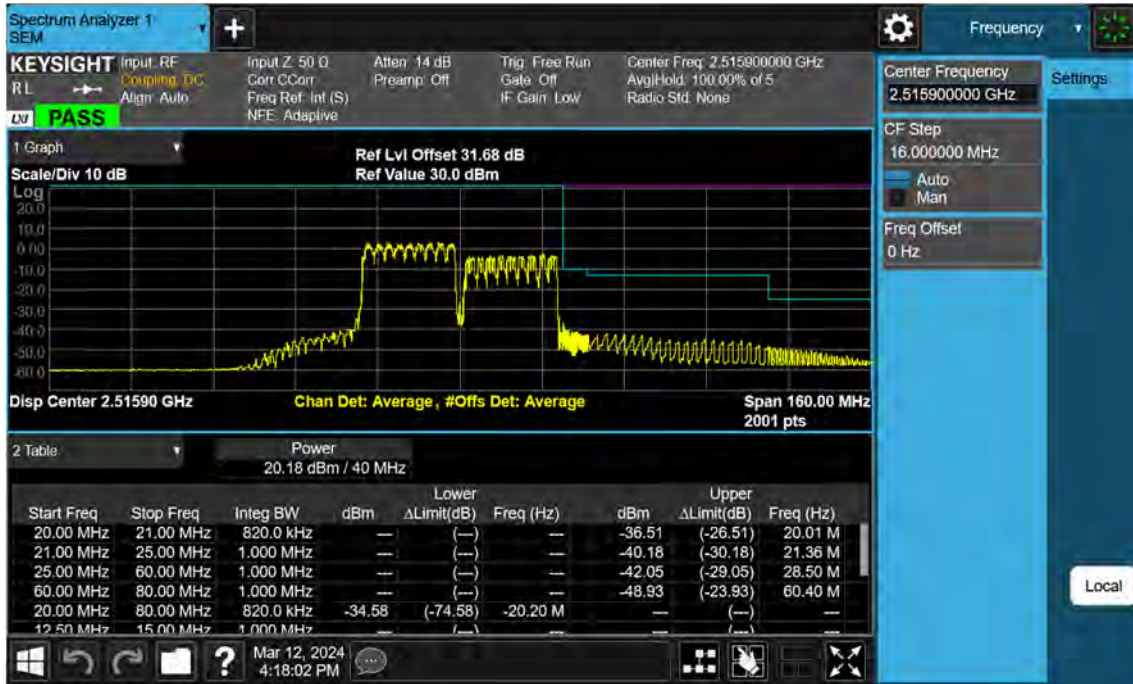 Spectrum Analyzer 1
SEM
Frequency
KEYSIGHT
RL
LXI
PASS
Input: RF
Coupling: DC
Align: Auto
Input Z: 50 Ω
Corr CCorr
Freq Ref: Int (S)
NFE: Adaptive
Atten: 14 dB
Preamp: Off
Trig: Free Run
Gate: Off
IF Gain: Low
Center Freq: 2.515900000 GHz
Avg|Hold: 100.00% of 5
Radio Std: None
Center Frequency
2.515900000 GHz
Settings
CF Step
16.000000 MHz
Auto
Man
Freq Offset
0 Hz
Local
1 Graph
Scale/Div 10 dB
Ref Lvl Offset 31.68 dB
Ref Value 30.0 dBm
Log
20.0
10.0
0.00
-10.0
-20.0
-30.0
-40.0
-50.0
-60.0
Disp Center 2.51590 GHz
Chan Det: Average, #Offs Det: Average
Span 160.00 MHz
2001 pts
2 Table
Power
20.18 dBm / 40 MHz
Lower Upper
Start Freq Stop Freq Integ BW dBm ΔLimit(dB) Freq (Hz) dBm ΔLimit(dB) Freq (Hz)
20.00 MHz 21.00 MHz 820.0 kHz --- (---) --- -36.51 (-26.51) 20.01 M
21.00 MHz 25.00 MHz 1.000 MHz --- (---) --- -40.18 (-30.18) 21.36 M
25.00 MHz 60.00 MHz 1.000 MHz --- (---) --- -42.05 (-29.05) 28.50 M
60.00 MHz 80.00 MHz 1.000 MHz --- (---) --- -48.93 (-23.93) 60.40 M
20.00 MHz 80.00 MHz 820.0 kHz -34.58 (-74.58) -20.20 M --- (---) ---
12.50 MHz 15.00 MHz 1.000 MHz --- (---) --- --- (---) ---
?
Mar 12, 2024
4:18:02 PM